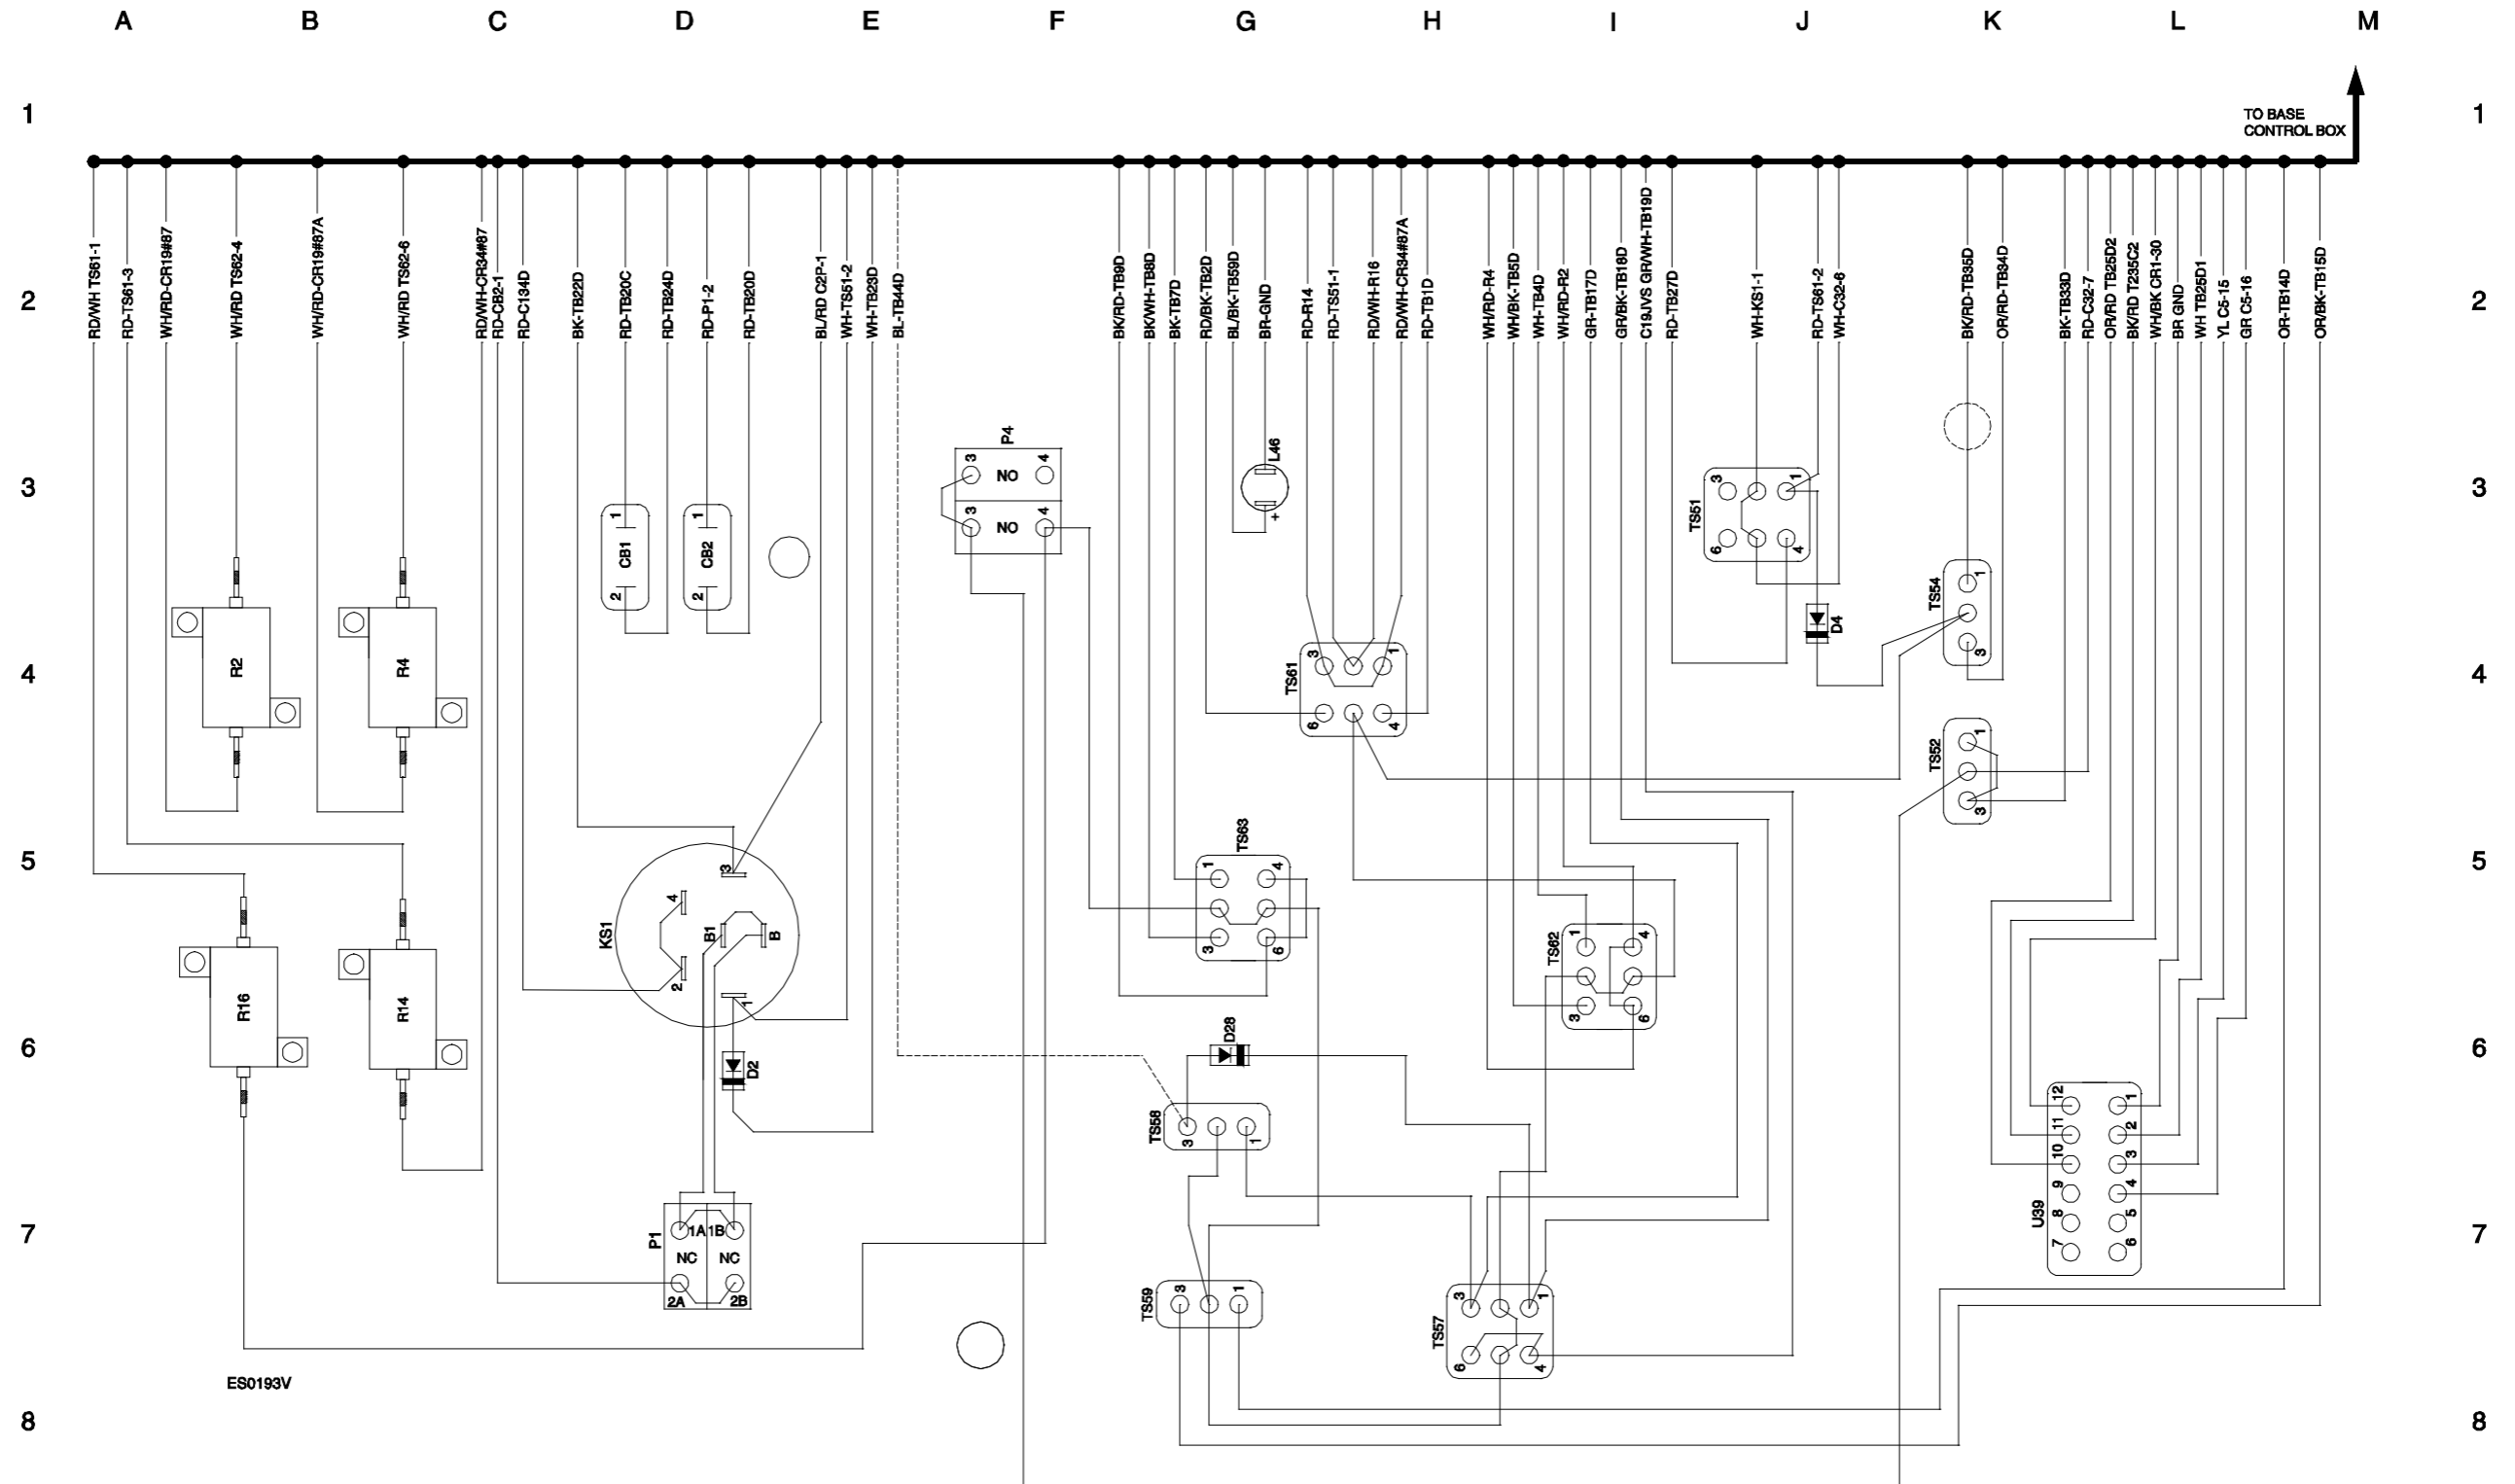 A B C D E F G H I J K L M
1 1
TO BASE
CONTROL BOX
2 2
RD/WH TS61-1
RD-TS61-3
WH/RD-CR19#87
WH/RD TS62-4
WH/RD-CR19#87A
WH/RD TS62-6
RD/WH-CR34#87
RD-CB2-1
RD-C134D
BK-TB22D
RD-TB20C
RD-TB24D
RD-P1-2
RD-TB20D
BL/RD C2P-1
WH-TS51-2
WH-TB23D
BL-TB44D
BK/RD-TB9D
BK/WH-TB8D
BK-TB7D
RD/BK-TB2D
BL/BK-TB59D
BR-GND
RD-R14
RD-TS51-1
RD/WH-R16
RD/WH-CR34#87A
RD-TB1D
WH/RD-R4
WH/BK-TB5D
WH-TB4D
WH/RD-R2
GR-TB17D
GR/BK-TB18D
C19JVS GR/WH-TB19D
RD-TB27D
WH-KS1-1
RD-TS61-2
WH-C32-6
BK/RD-TB35D
OR/RD-TB34D
BK-TB33D
RD-C32-7
OR/RD TB25D2
BK/RD T235C2
WH/BK CR1-30
BR GND
WH TB25D1
YL C5-15
GR C5-16
OR-TB14D
OR/BK-TB15D
3 3
P4
3 NO 4
3 NO 4
L46
+
CB1
1
2
CB2
1
2
TS51
3 1
6 4
4 4
R2
R4
D4
TS54
1
3
TS61
3 1
6 4
TS52
1
3
5 5
TS63
1 4
3 6
KS1
3
4
B1 B
2
1
TS62
1 4
3 6
R16
R14
6 6
D2
D28
TS58
3 1
U39
12 1
11 2
10 3
9 4
8 5
7 6
7 7
P1
1A 1B
NC NC
2A 2B
TS59
3 1
TS57
3 1
6 4
ES0193V
8 8